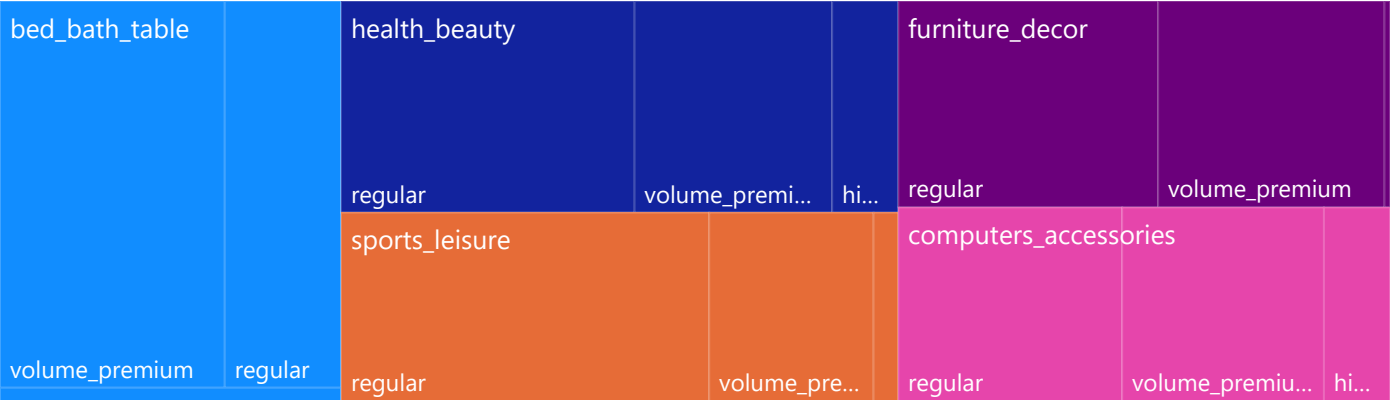 bed_bath_table
volume_premium
regular
health_beauty
regular
volume_premi...
hi...
sports_leisure
regular
volume_pre...
furniture_decor
regular
volume_premium
computers_accessories
regular
volume_premiu...
hi...